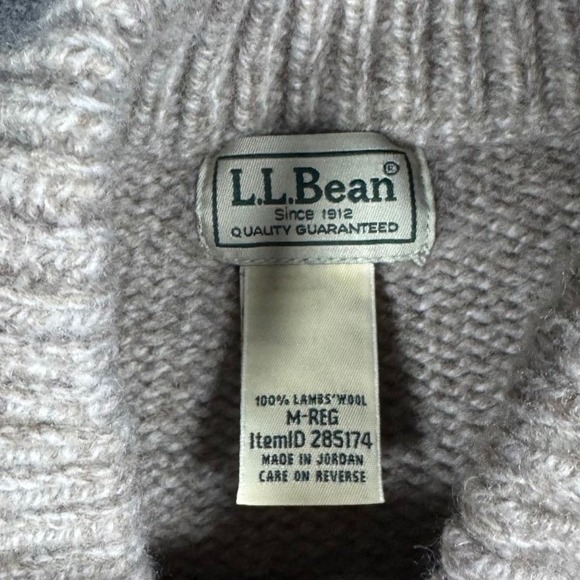 L.L.Bean®
Since 1912
QUALITY GUARANTEED
100% LAMBS' WOOL
M-REG
ItemID 285174
MADE IN JORDAN
CARE ON REVERSE